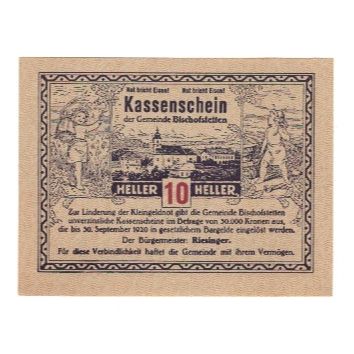 Not bricht Eisen! Not bricht Eisen!
Kassenschein
der Gemeinde Bischofstetten
HELLER 10 HELLER
Zur Linderung der Kleingeldnot gibt die Gemeinde Bischofstetten
unverzinsliche Kassenscheine im Betrage von 30.000 Kronen aus,
die bis 30. September 1920 in gesetzlichem Bargelde eingelöst werden.
Der Bürgermeister: Riesinger.
Für diese Verbindlichkeit haftet die Gemeinde mit ihrem Vermögen.